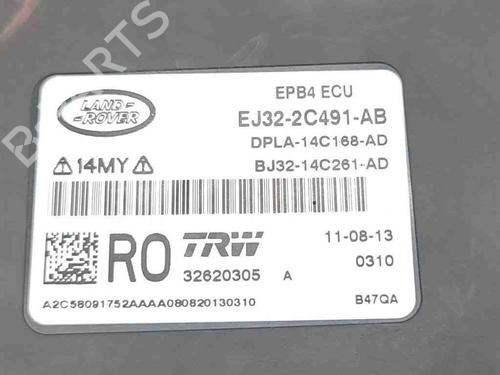 B PARTS
LAND
ROVER
EPB4 ECU
EJ32-2C491-AB
DPLA-14C168-AD
14MY
BJ32-14C261-AD
RO
TRW
11-08-13
32620305 A
0310
A2C58091752AAAA080820130310
B47QA